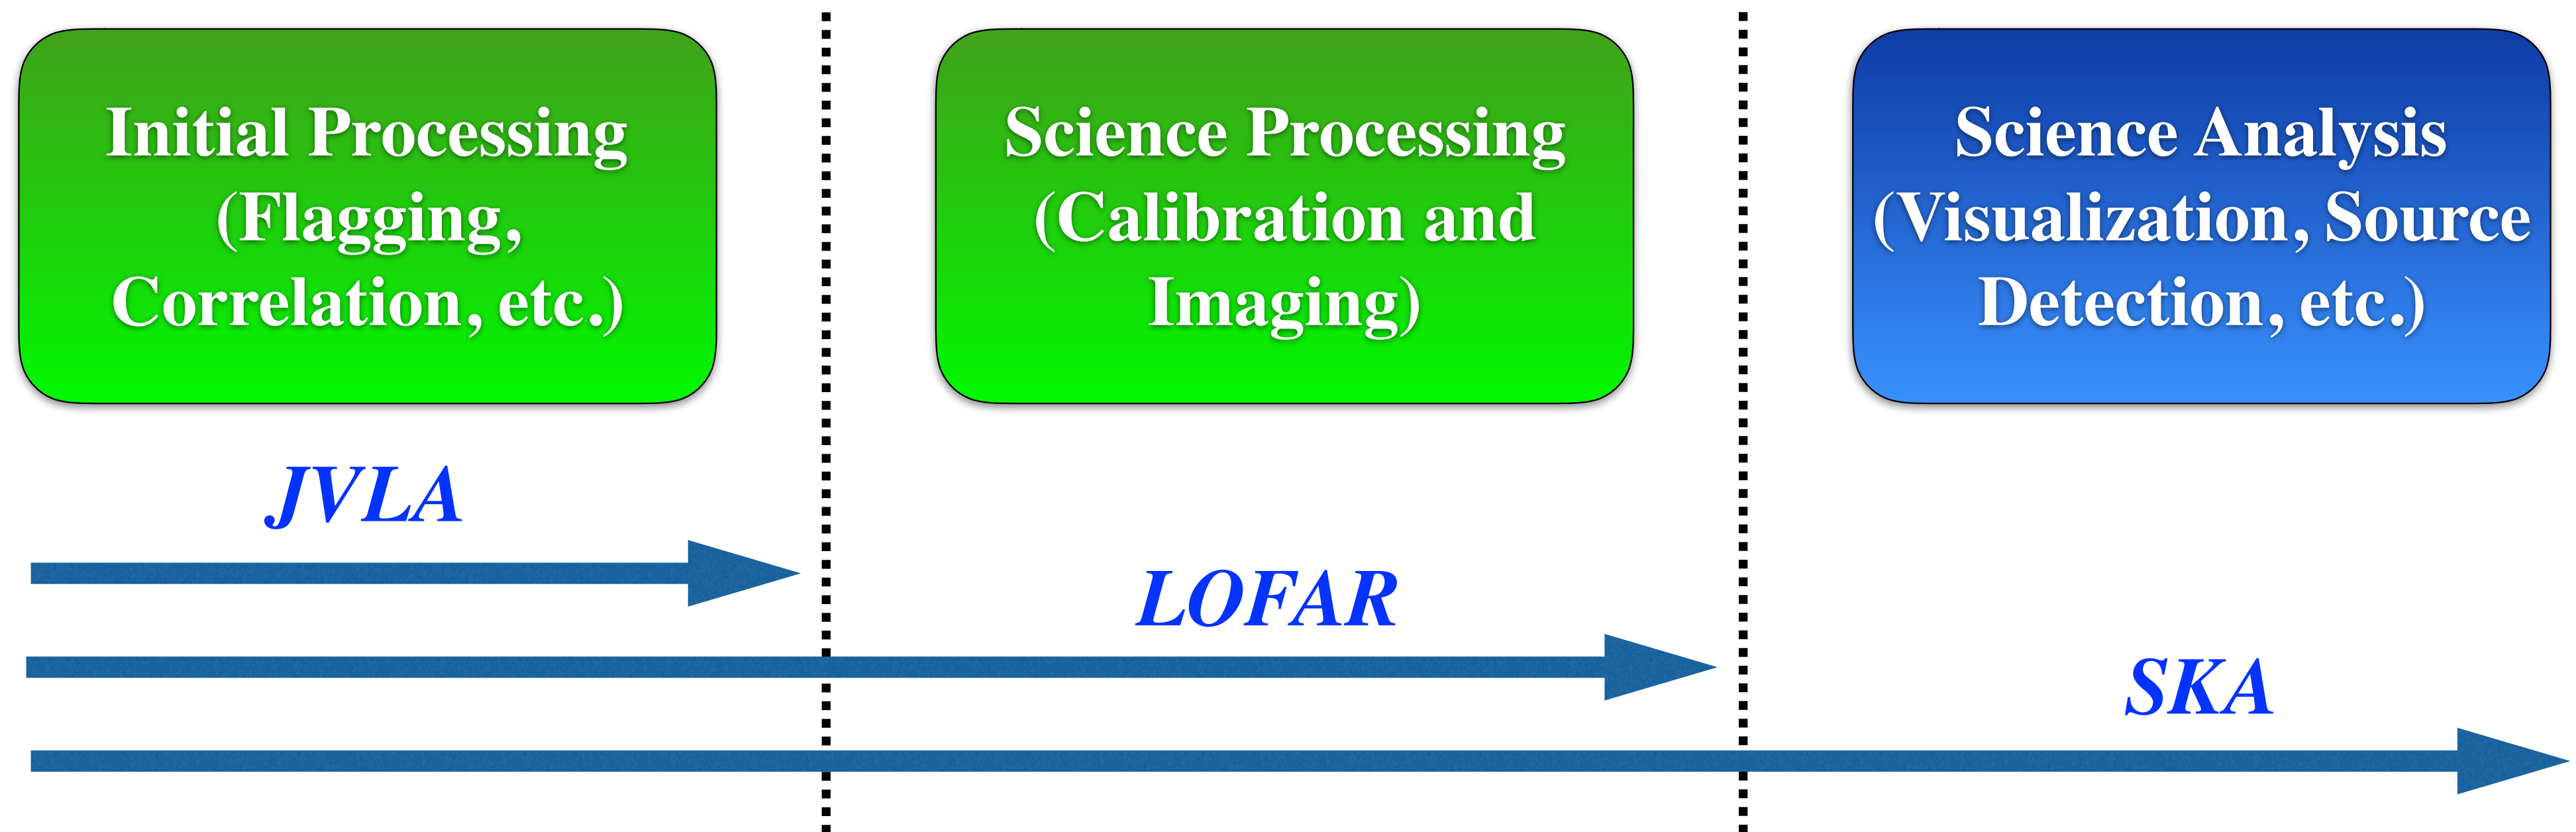 Initial Processing
(Flagging,
Correlation, etc.)
Science Processing
(Calibration and
Imaging)
Science Analysis
(Visualization, Source
Detection, etc.)
JVLA
LOFAR
SKA